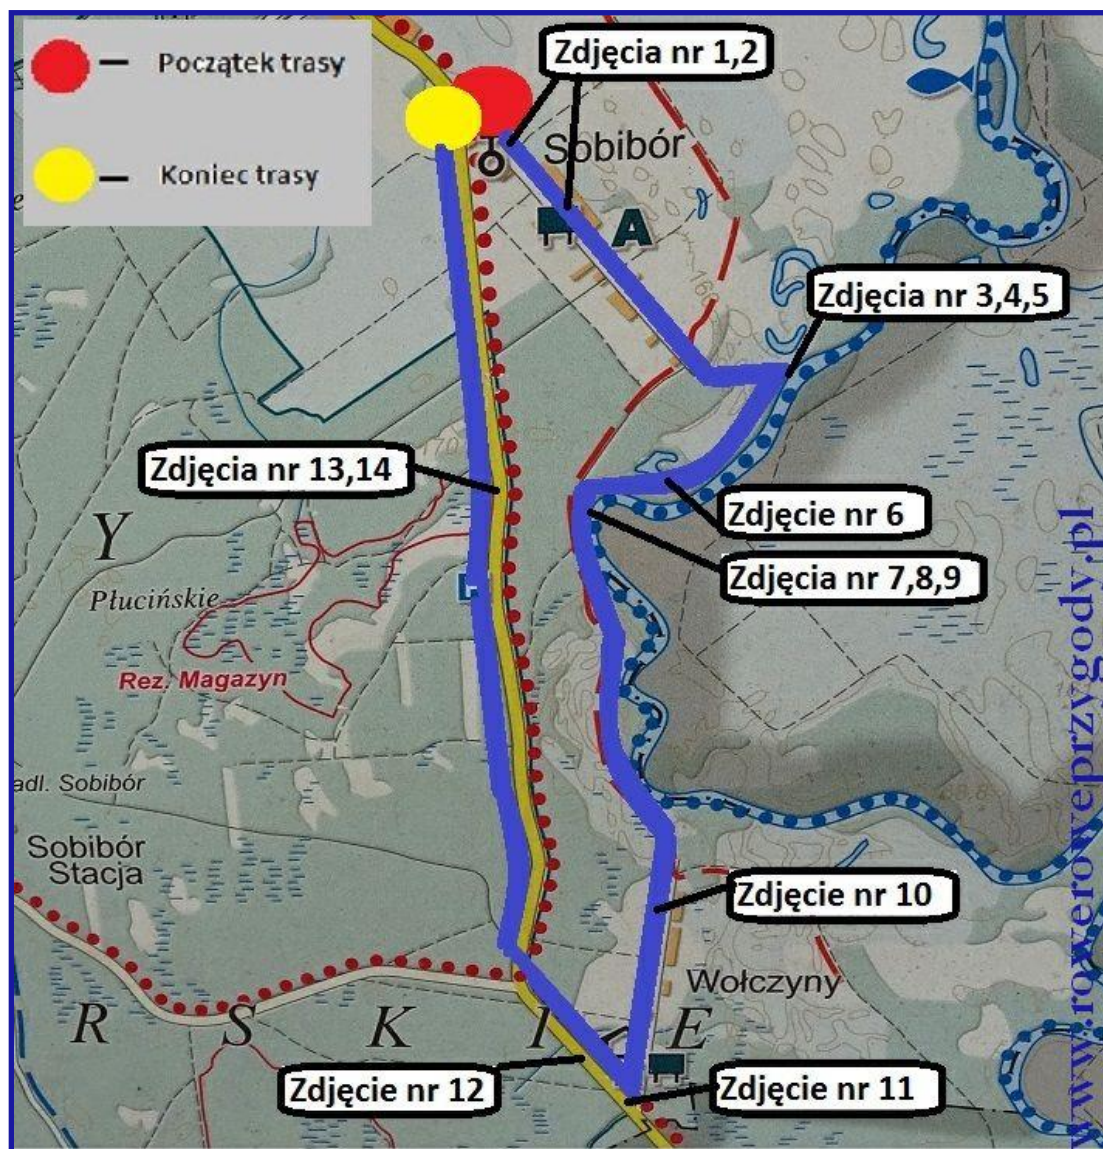 Początek trasy
Koniec trasy
Zdjęcia nr 1,2
Sobibór
A
Zdjęcia nr 3,4,5
Zdjęcia nr 13,14
Zdjęcie nr 6
Zdjęcia nr 7,8,9
Y
Płucińskie
Rez. Magazyn
adl. Sobibór
Sobibór
Stacja
Zdjęcie nr 10
Wołczyny
R S K I E
Zdjęcie nr 12
Zdjęcie nr 11
www.roweroweprzygody.pl